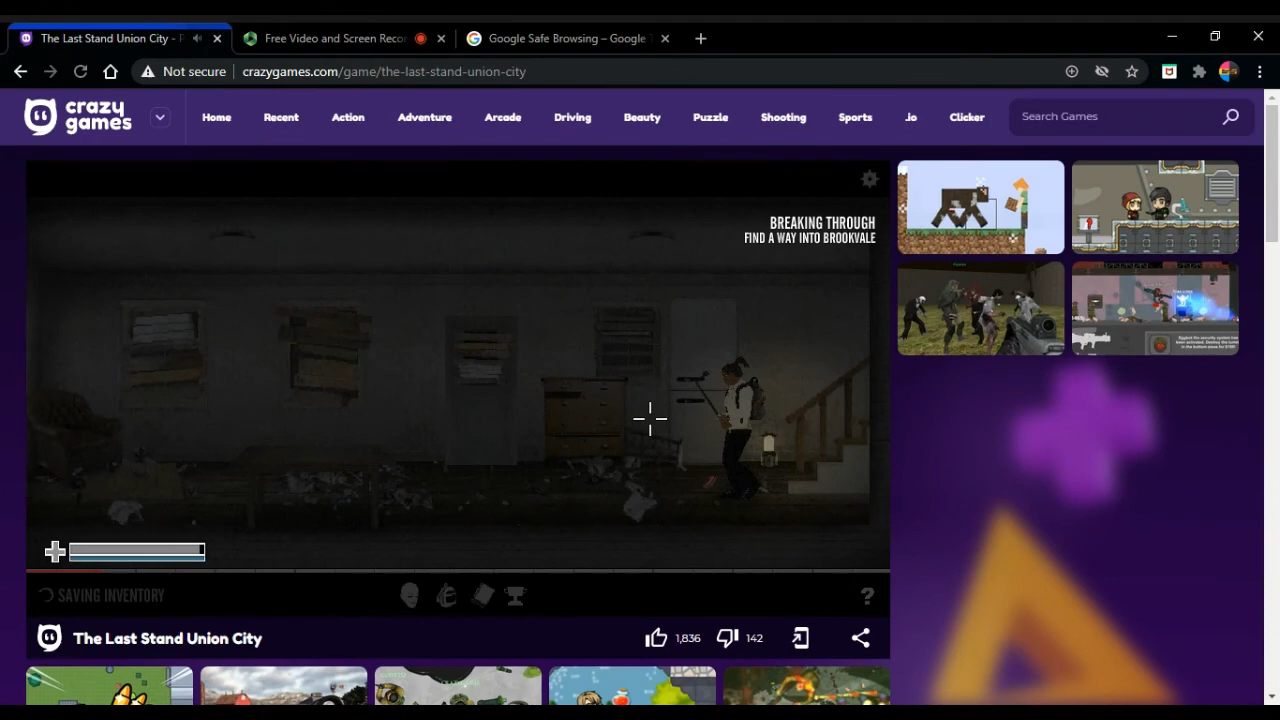 The Last Stand Union City - P
Free Video and Screen Recor
Google Safe Browsing – Google
Not secure
crazygames.com/game/the-last-stand-union-city
crazy
games
Home
Recent
Action
Adventure
Arcade
Driving
Beauty
Puzzle
Shooting
Sports
.io
Clicker
Search Games
BREAKING THROUGH
FIND A WAY INTO BROOKVALE
SAVING INVENTORY
?
The Last Stand Union City
1,836
142